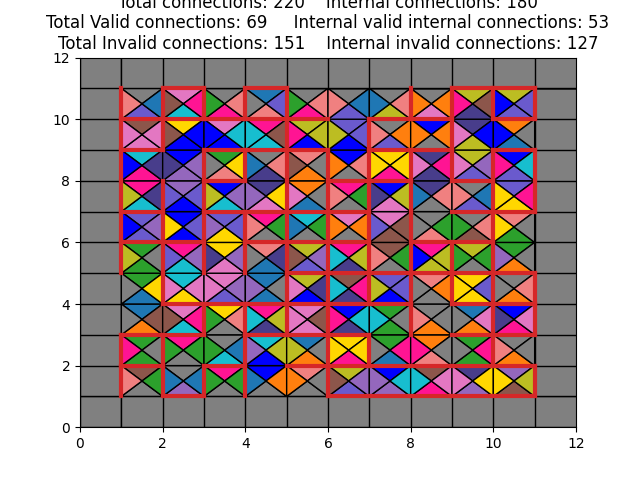 Total connections: 220    Internal connections: 180
Total Valid connections: 69     Internal valid internal connections: 53
Total Invalid connections: 151    Internal invalid connections: 127
12
10
8
6
4
2
0
0 2 4 6 8 10 12